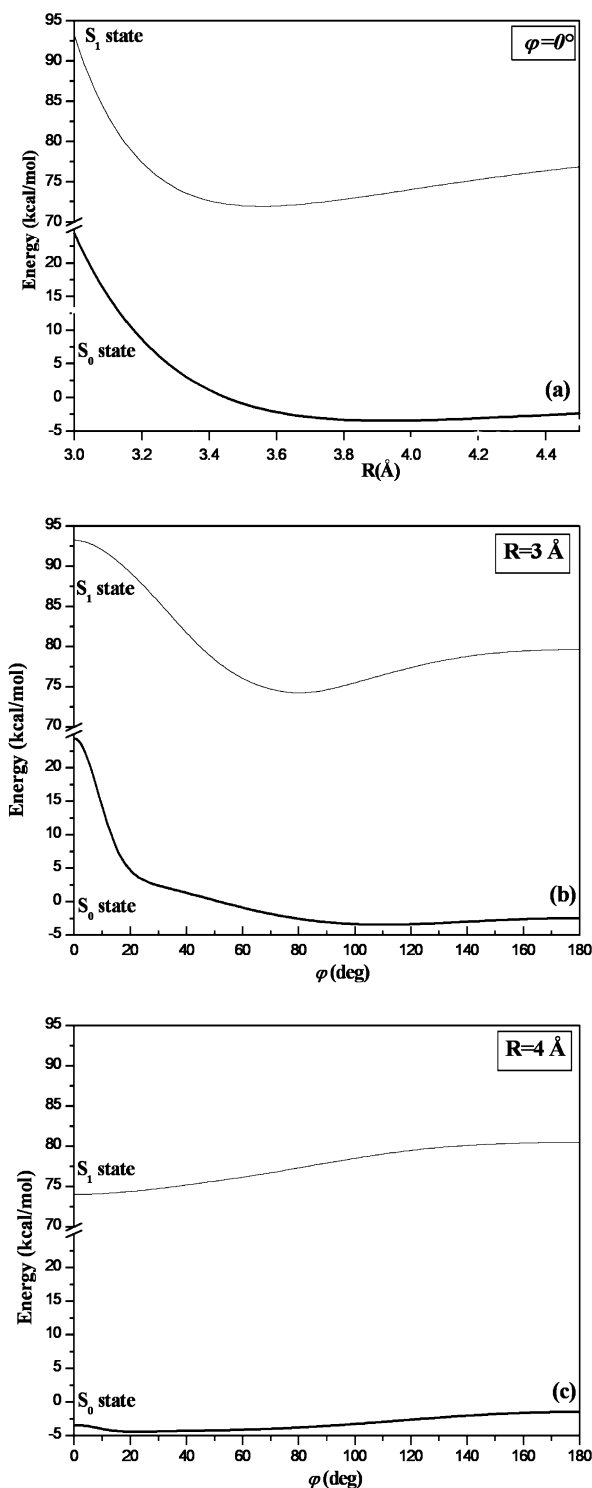 95
S1 state
φ=0°
90
85
80
75
70
Energy (kcal/mol)
20
15
10
S0 state
5
0
(a)
-5
3.0 3.2 3.4 3.6 3.8 4.0 4.2 4.4
R(Å)
95
R=3 Å
90
S1 state
85
80
75
70
Energy (kcal/mol)
20
15
10
5
0
S0 state
(b)
-5
0 20 40 60 80 100 120 140 160 180
φ (deg)
95
R=4 Å
90
85
80
S1 state
75
70
Energy (kcal/mol)
20
15
10
5
0
S0 state
(c)
-5
0 20 40 60 80 100 120 140 160 180
φ (deg)